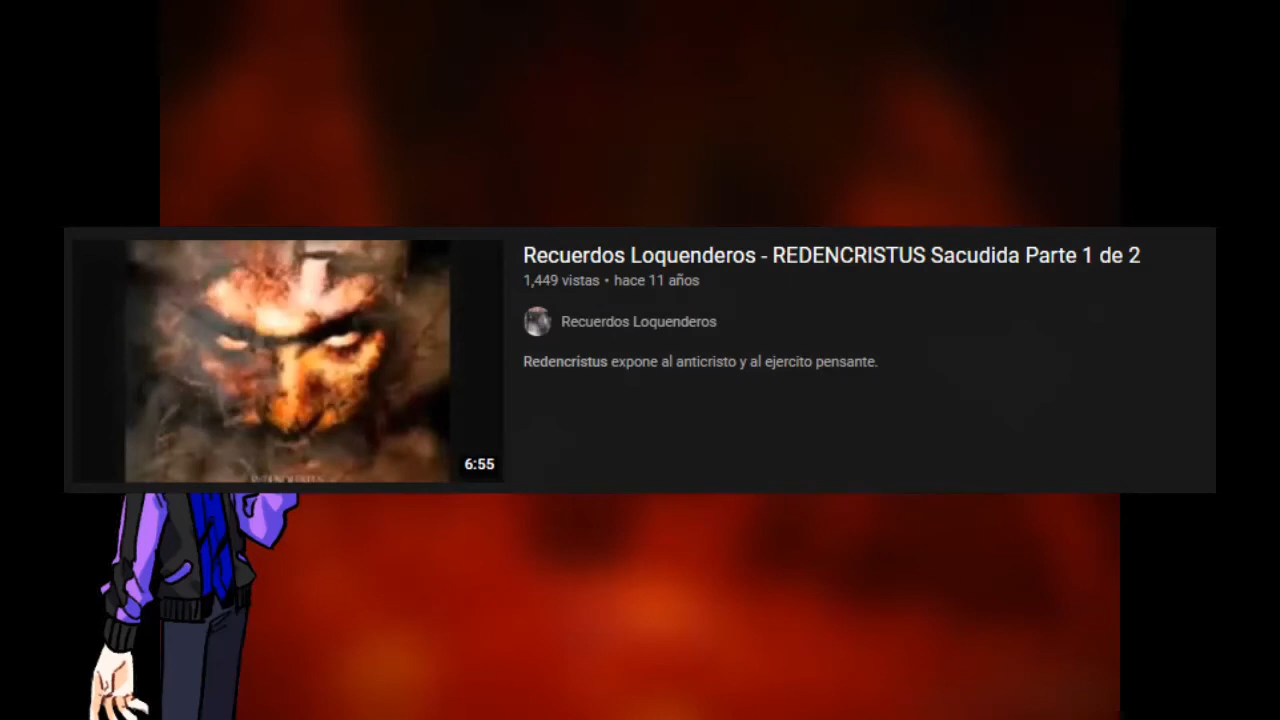 Recuerdos Loquenderos - REDENCRISTUS Sacudida Parte 1 de 2
1,449 vistas • hace 11 años
Recuerdos Loquenderos
Redencristus expone al anticristo y al ejercito pensante.
6:55